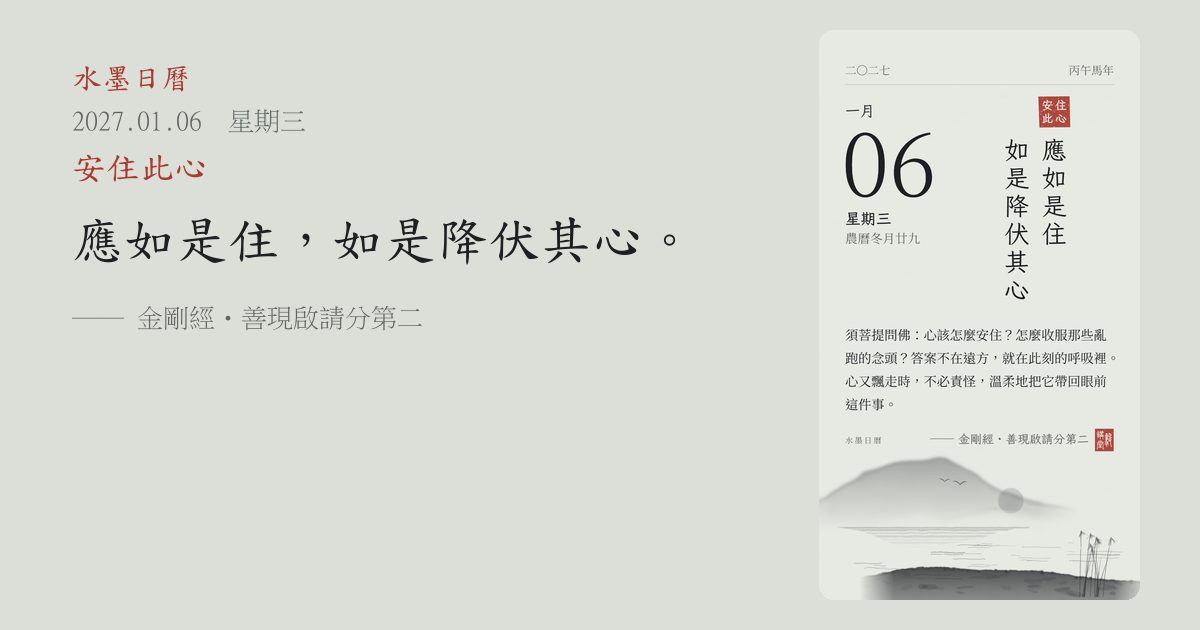 水墨日曆
2027.01.06 星期三
安住此心
應如是住，如是降伏其心。
—— 金剛經・善現啟請分第二
二〇二七
丙午馬年
一月
06
星期三
農曆冬月廿九
安住
此心
應如是住
如是降伏其心
須菩提問佛：心該怎麼安住？怎麼收服那些亂
跑的念頭？答案不在遠方，就在此刻的呼吸裡。
心又飄走時，不必責怪，溫柔地把它帶回眼前
這件事。
水墨日曆
—— 金剛經・善現啟請分第二